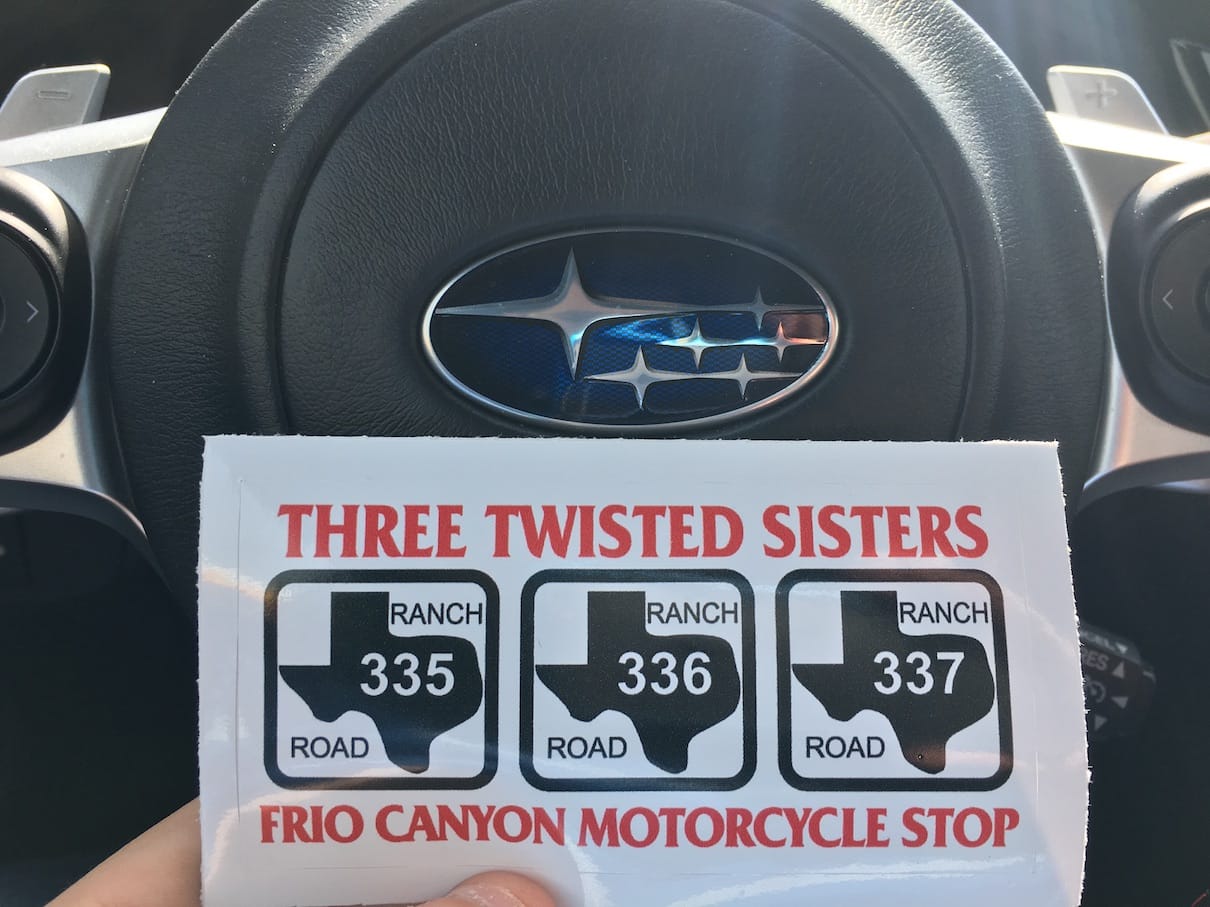 THREE TWISTED SISTERS
RANCH
335
ROAD
RANCH
336
ROAD
RANCH
337
ROAD
FRIO CANYON MOTORCYCLE STOP